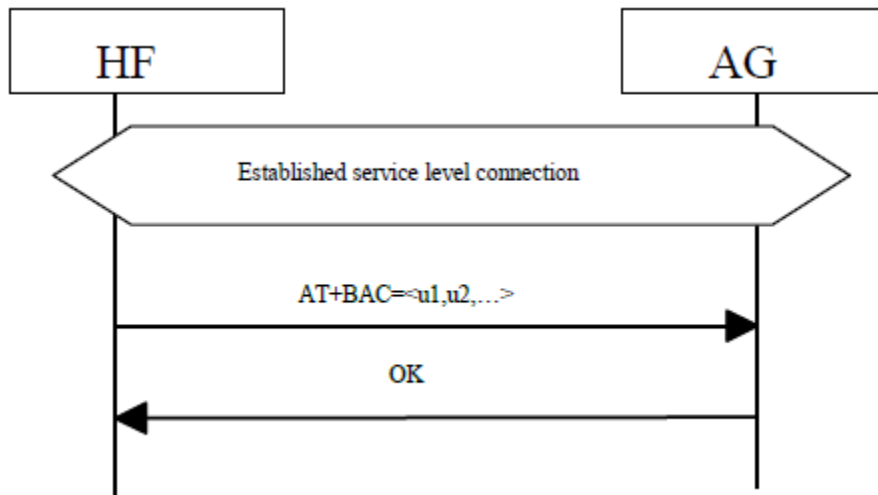 HF
AG
Established service level connection
AT+BAC=<u1,u2,…>
OK